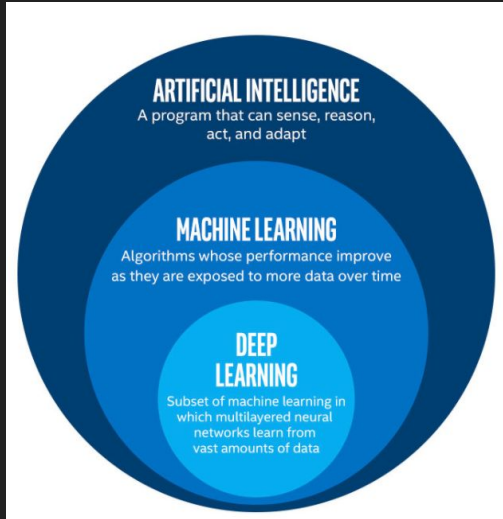 ARTIFICIAL INTELLIGENCE
A program that can sense, reason,
act, and adapt
MACHINE LEARNING
Algorithms whose performance improve
as they are exposed to more data over time
DEEP
LEARNING
Subset of machine learning in
which multilayered neural
networks learn from
vast amounts of data